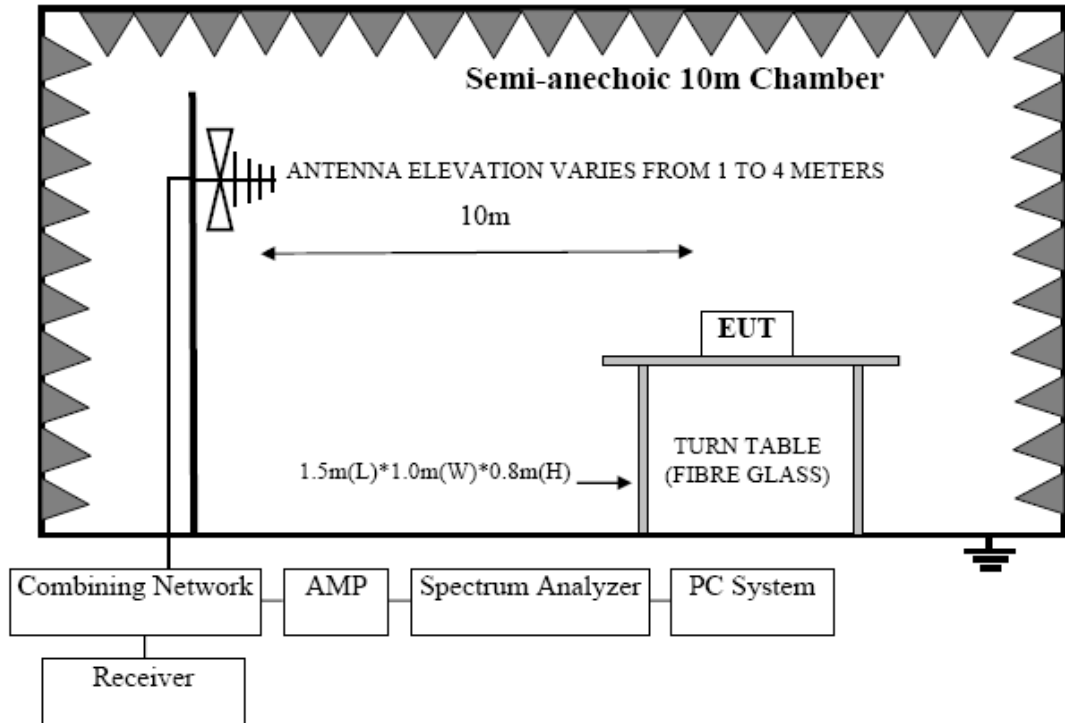 Semi-anechoic 10m Chamber
ANTENNA ELEVATION VARIES FROM 1 TO 4 METERS
10m
EUT
TURN TABLE
(FIBRE GLASS)
1.5m(L)*1.0m(W)*0.8m(H)
Combining Network
AMP
Spectrum Analyzer
PC System
Receiver